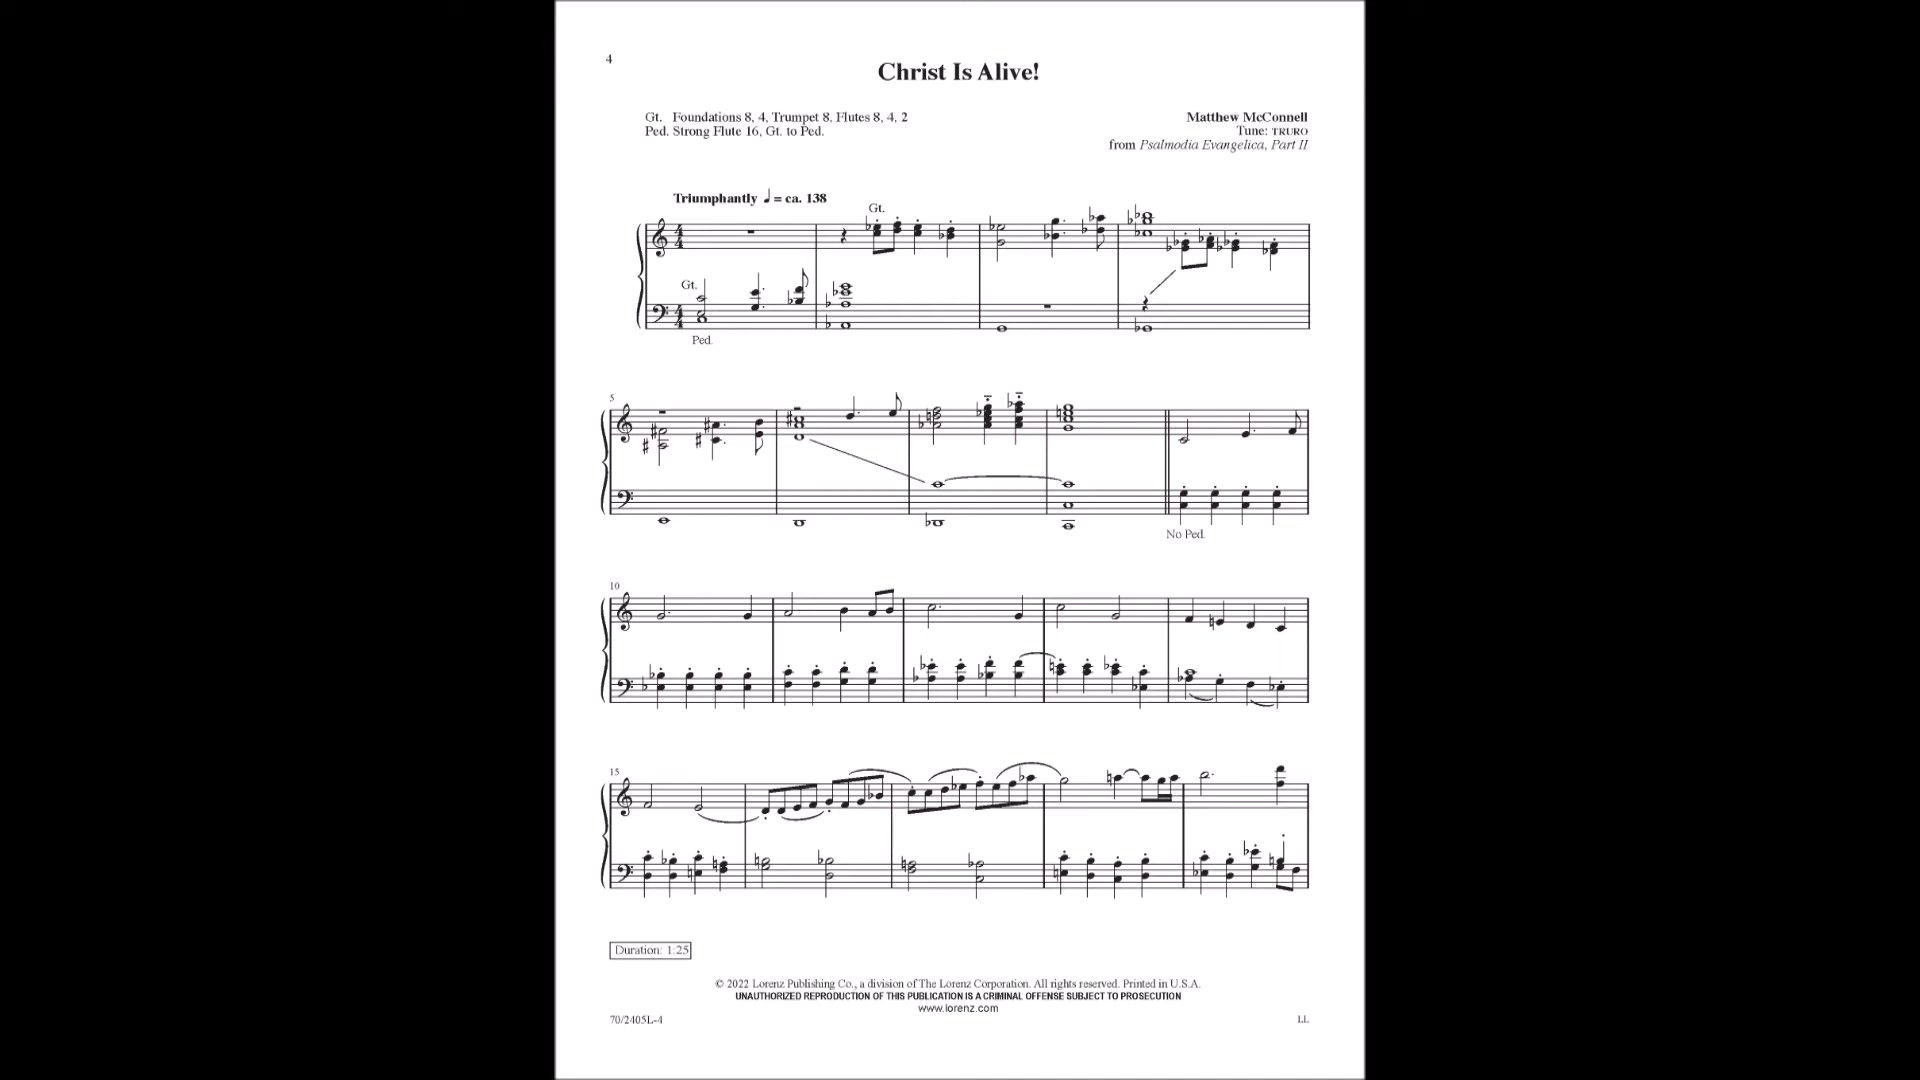 4
Christ Is Alive!
Gt. Foundations 8, 4, Trumpet 8, Flutes 8, 4, 2
Ped. Strong Flute 16, Gt. to Ped.
Matthew McConnell
Tune: TRURO
from Psalmodia Evangelica, Part II
Triumphantly ♩ = ca. 138
Gt.
4
4
Gt.
4
4
Ped.
5
No Ped.
10
15
Duration: 1:25
© 2022 Lorenz Publishing Co., a division of The Lorenz Corporation. All rights reserved. Printed in U.S.A.
UNAUTHORIZED REPRODUCTION OF THIS PUBLICATION IS A CRIMINAL OFFENSE SUBJECT TO PROSECUTION
www.lorenz.com
70/2405L-4
LL